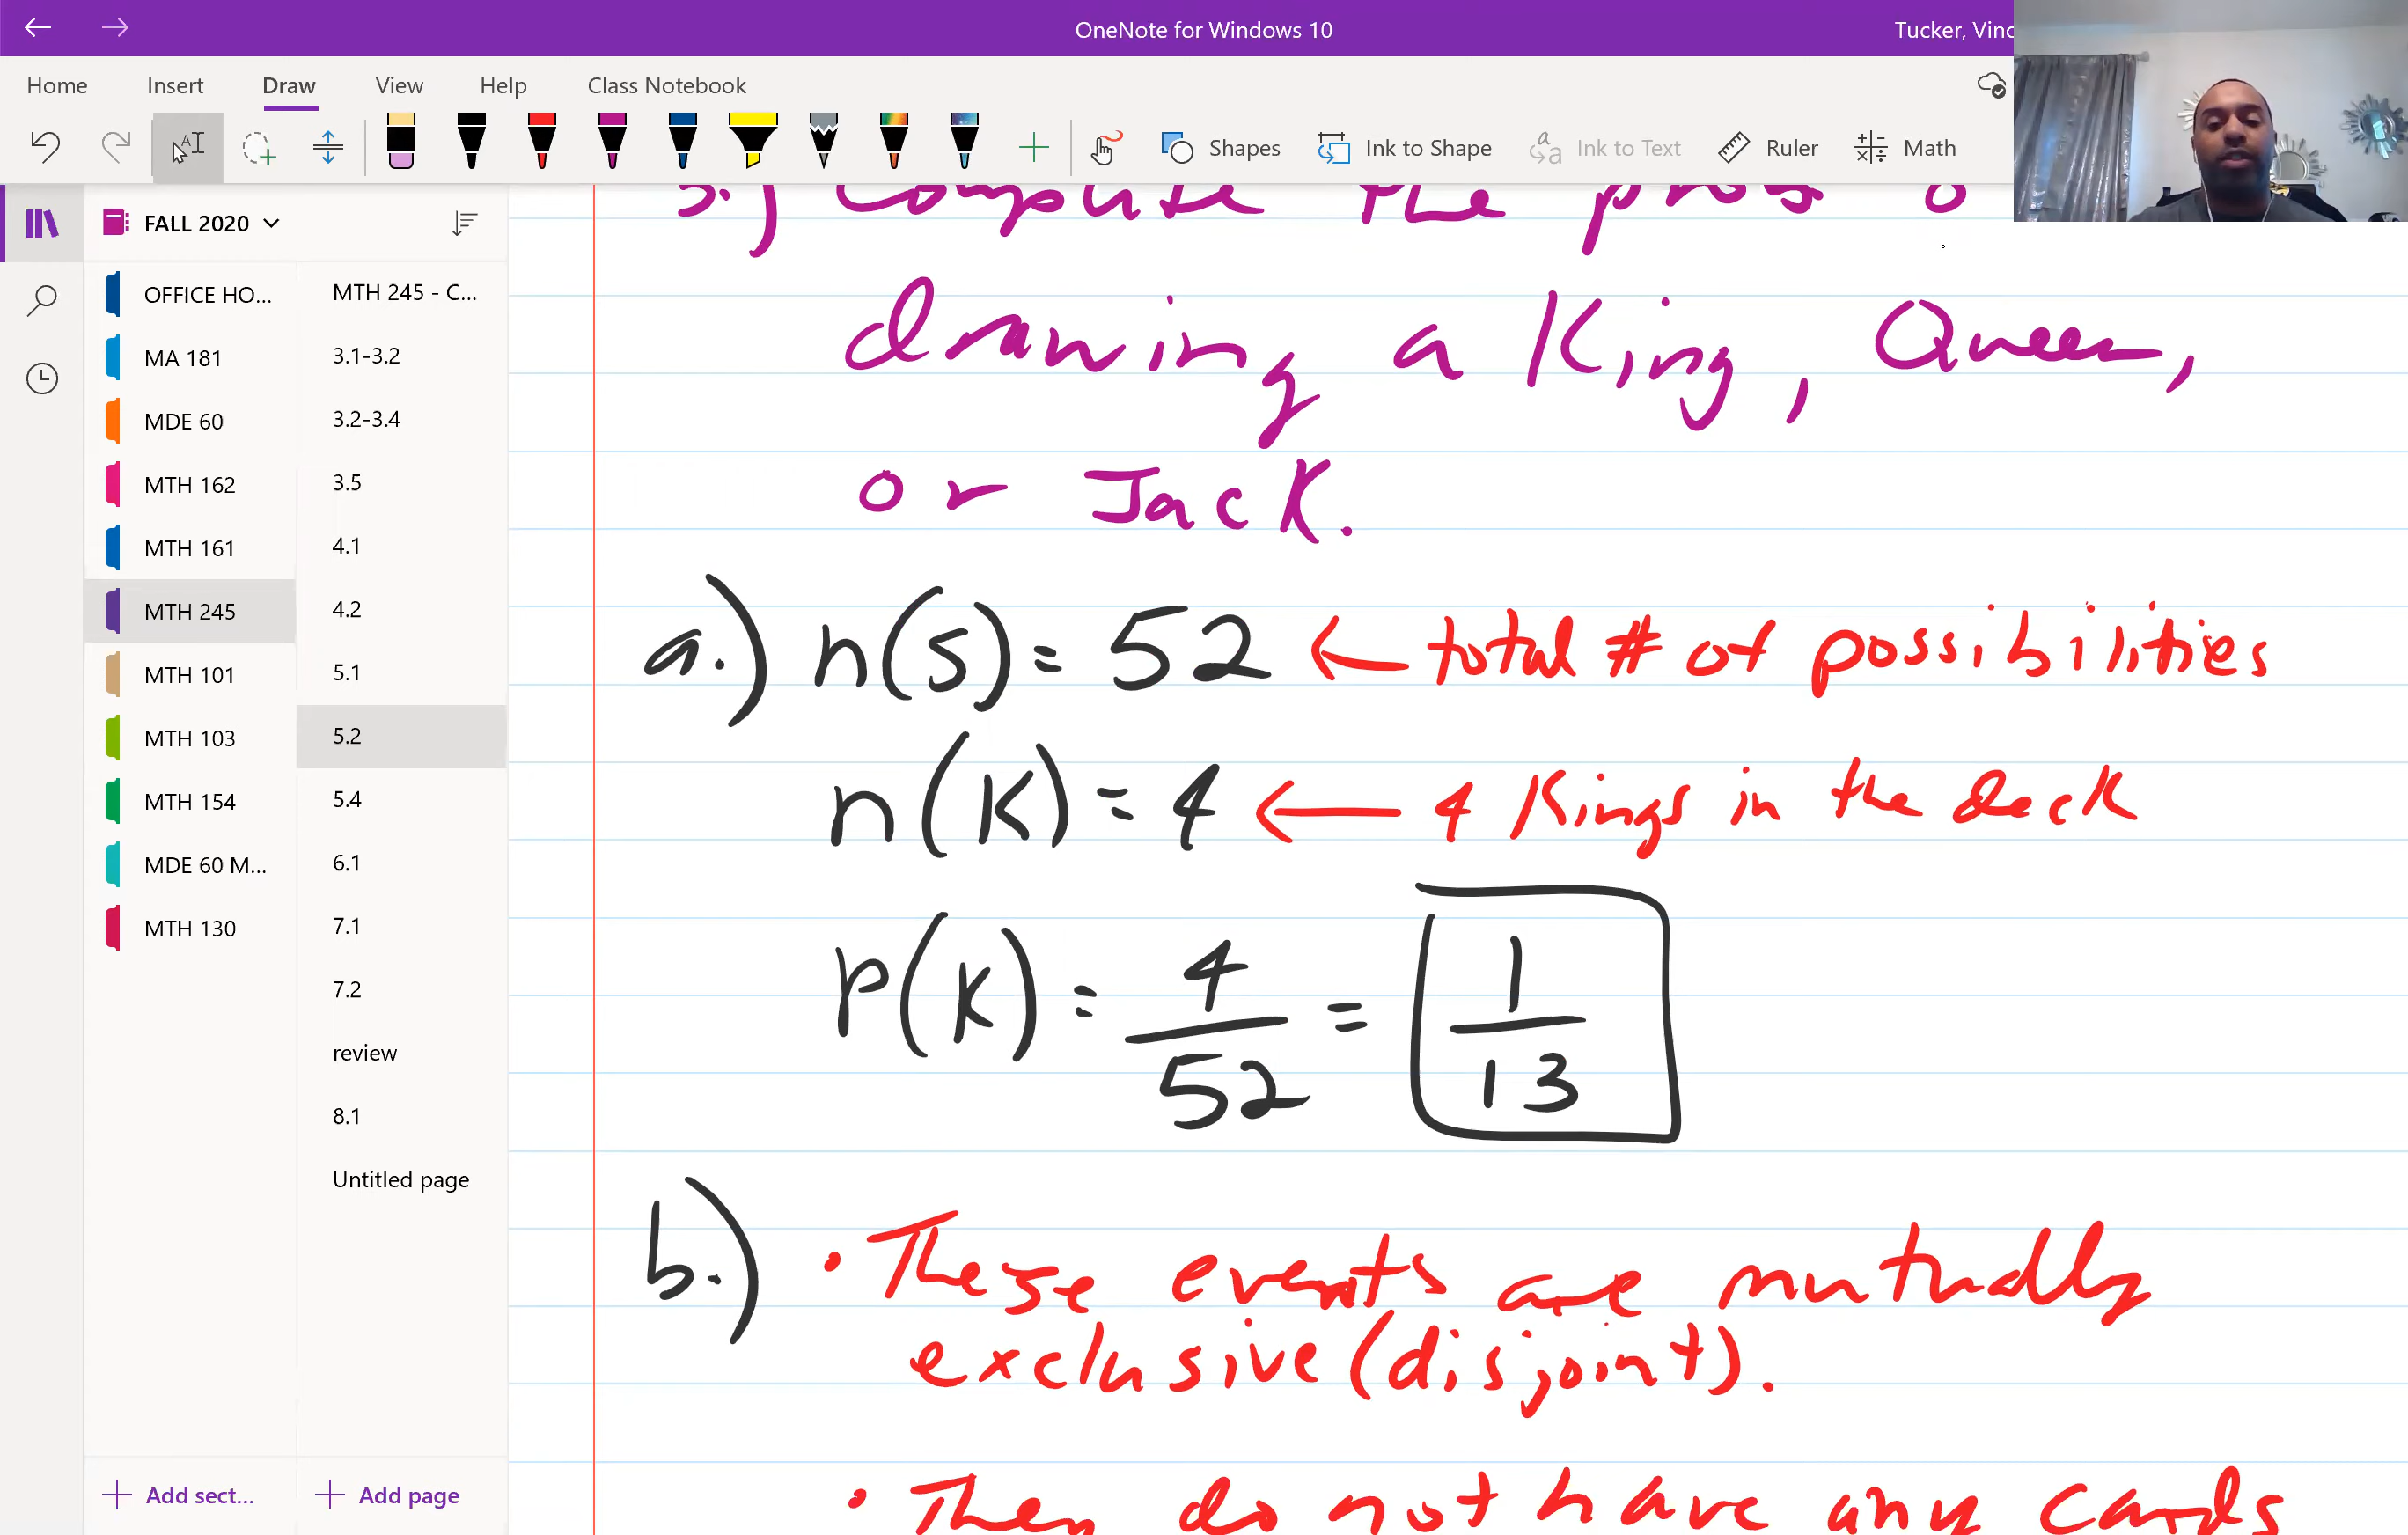 OneNote for Windows 10
Tucker, Vinc
Home Insert Draw View Help Class Notebook
Shapes Ink to Shape Ink to Text Ruler Math
FALL 2020
OFFICE HO...
MA 181
MDE 60
MTH 162
MTH 161
MTH 245
MTH 101
MTH 103
MTH 154
MDE 60 M...
MTH 130
Add sect...
MTH 245 - C...
3.1-3.2
3.2-3.4
3.5
4.1
4.2
5.1
5.2
5.4
6.1
7.1
7.2
review
8.1
Untitled page
Add page
Compute the prob
drawing a King, Queen,
or Jack.
a.) n(s) = 52 ← total # of possibilities
n(K) = 4 ← 4 Kings in the deck
P(K) = 4/52 = 1/13
b.) • These events are mutually
exclusive (disjoint).
• They do not have any cards